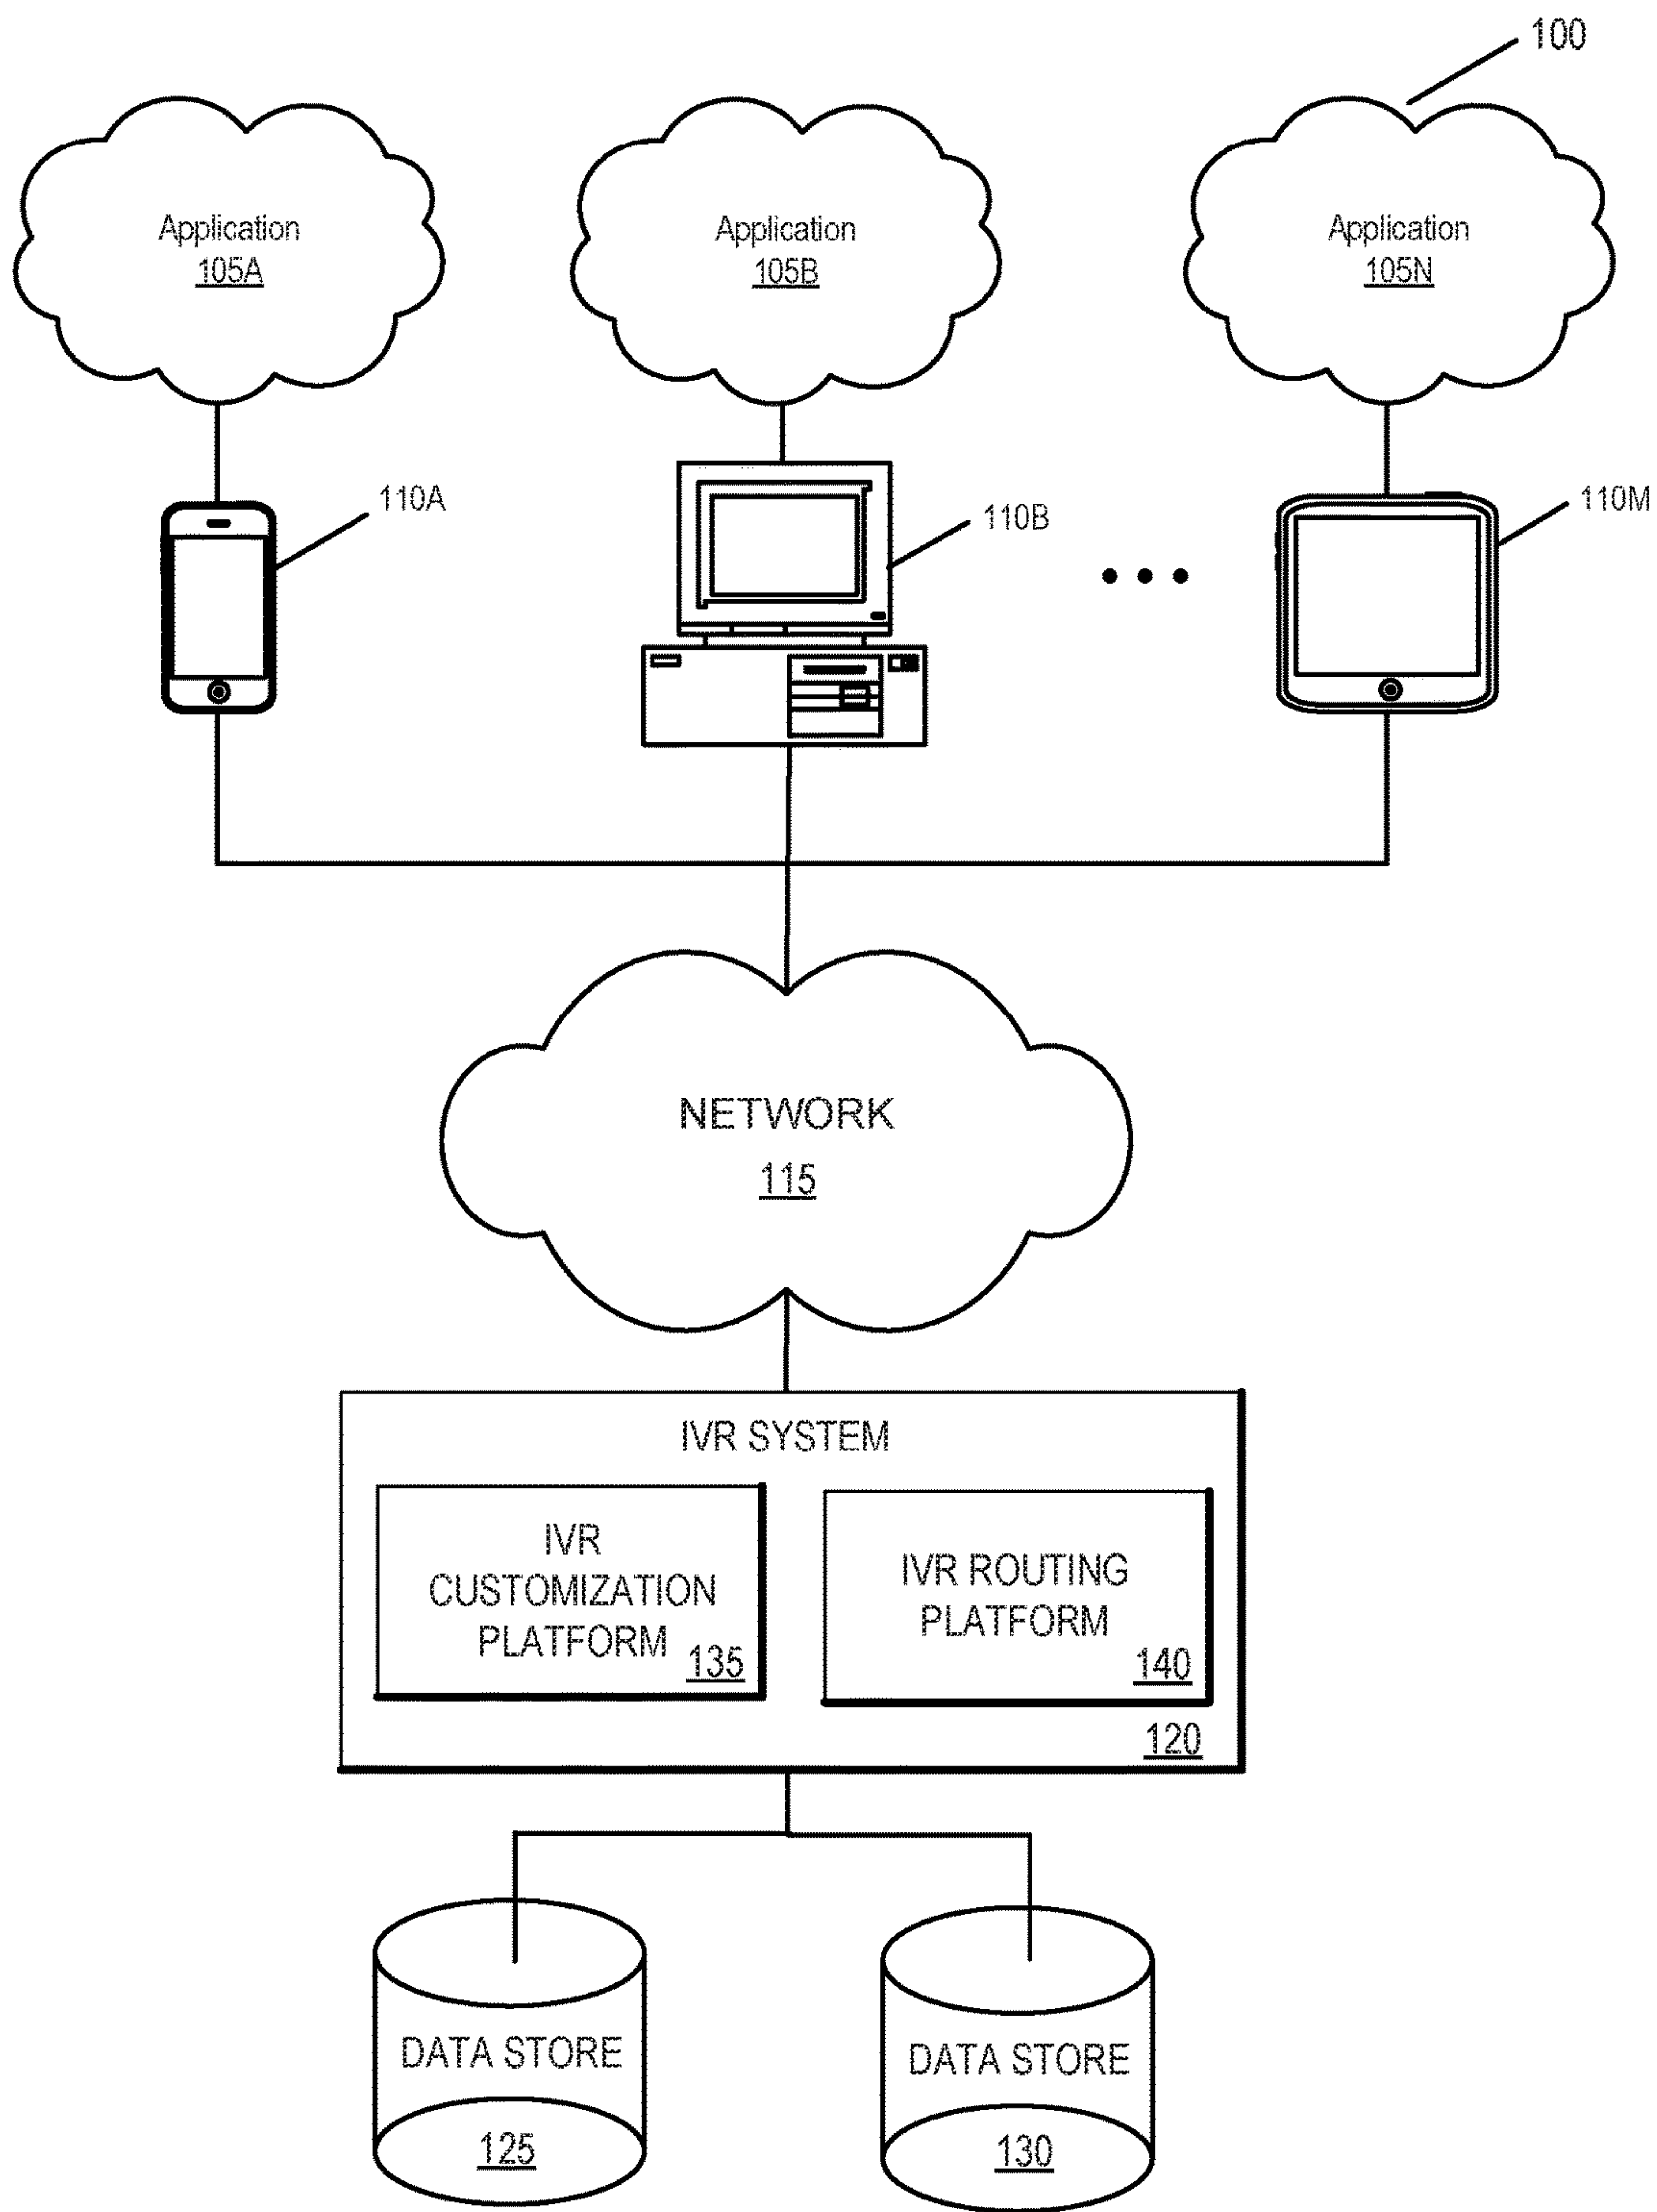 100
Application
105A
Application
105B
Application
105N
110A
110B
110M
NETWORK
115
IVR SYSTEM
IVR
CUSTOMIZATION
PLATFORM
135
IVR ROUTING
PLATFORM
140
120
DATA STORE
125
DATA STORE
130